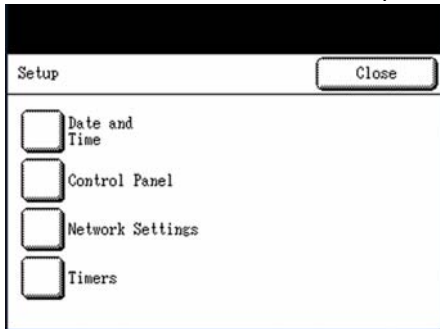 Setup
Close
Date and
Time
Control Panel
Network Settings
Timers